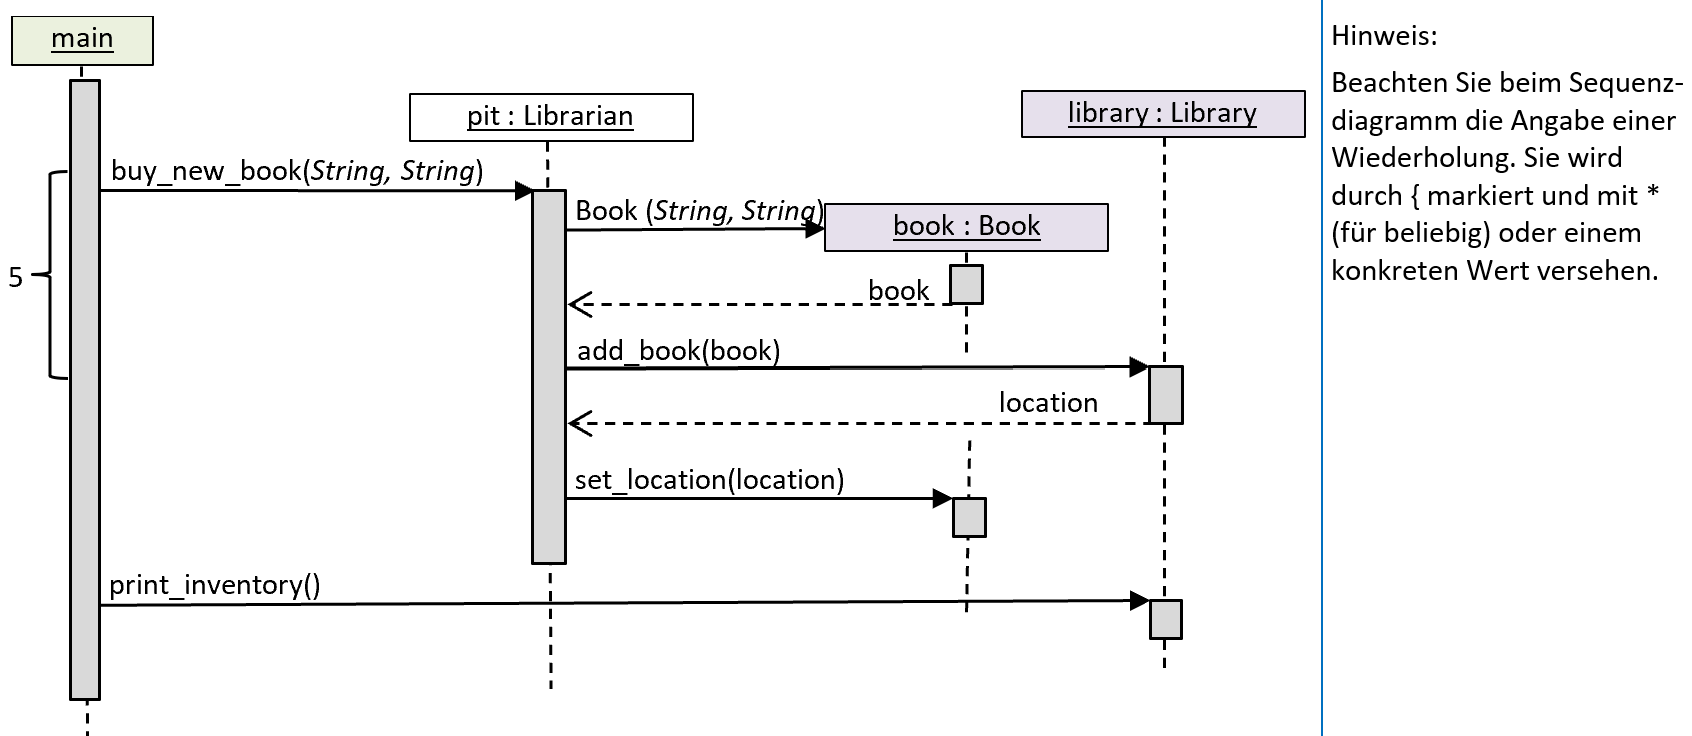 main
pit : Librarian
library : Library
buy_new_book(String, String)
Book (String, String)
book : Book
5
book
add_book(book)
location
set_location(location)
print_inventory()
Hinweis:
Beachten Sie beim Sequenz-
diagramm die Angabe einer
Wiederholung. Sie wird
durch { markiert und mit *
(für beliebig) oder einem
konkreten Wert versehen.